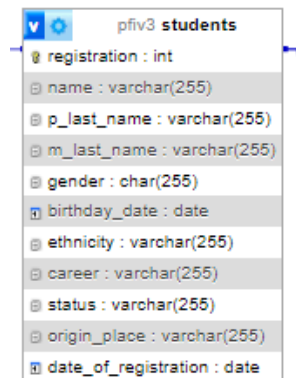 v pfiv3 students
registration : int
name : varchar(255)
p_last_name : varchar(255)
m_last_name : varchar(255)
gender : char(255)
birthday_date : date
ethnicity : varchar(255)
career : varchar(255)
status : varchar(255)
origin_place : varchar(255)
date_of_registration : date